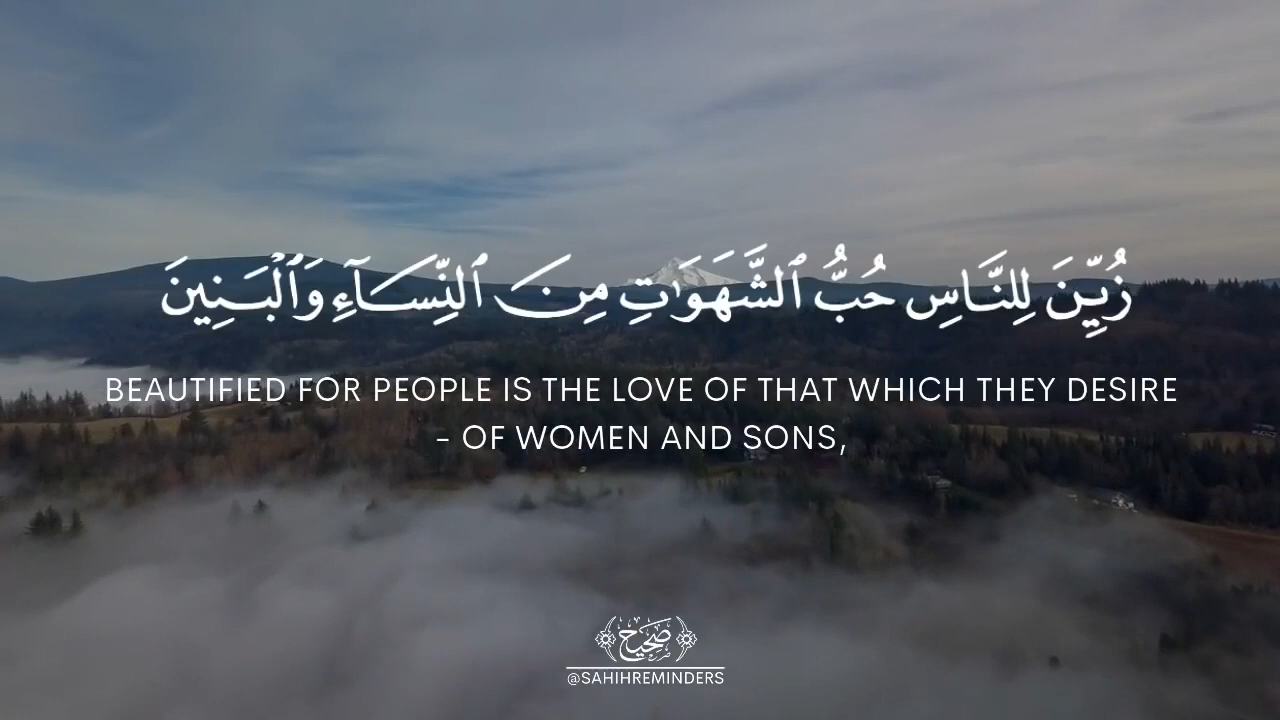 زُيِّنَ لِلنَّاسِ حُبُّ ٱلشَّهَوَٰتِ مِنَ ٱلنِّسَآءِ وَٱلْبَنِينَ
BEAUTIFIED FOR PEOPLE IS THE LOVE OF THAT WHICH THEY DESIRE
- OF WOMEN AND SONS,
صحيح
@SAHIHREMINDERS